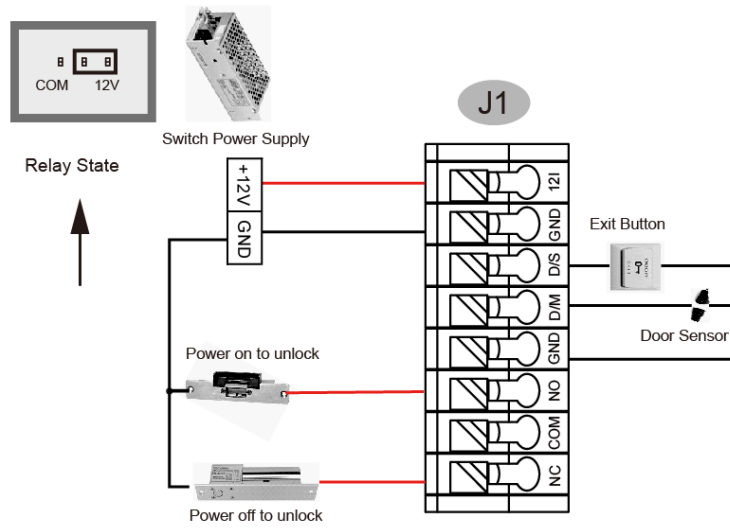 COM 12V
Switch Power Supply
J1
Relay State
+12V
GND
12I
GND
D/S
D/M
GND
NO
COM
NC
Exit Button
Door Sensor
Power on to unlock
Power off to unlock